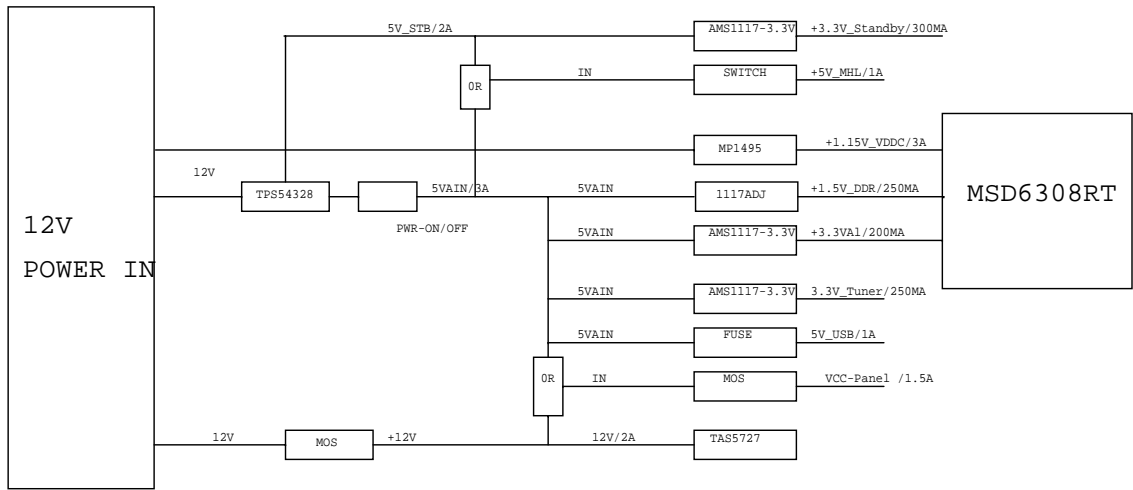 5V_STB/2A
AMS1117-3.3V
+3.3V_Standby/300MA
0R
IN
SWITCH
+5V_MHL/1A
MP1495
+1.15V_VDDC/3A
12V
TPS54328
5VAIN/3A
5VAIN
1117ADJ
+1.5V_DDR/250MA
MSD6308RT
12V
POWER IN
PWR-ON/OFF
5VAIN
AMS1117-3.3V
+3.3VA1/200MA
5VAIN
AMS1117-3.3V
3.3V_Tuner/250MA
5VAIN
FUSE
5V_USB/1A
0R
IN
MOS
VCC-Panel /1.5A
12V
MOS
+12V
12V/2A
TAS5727